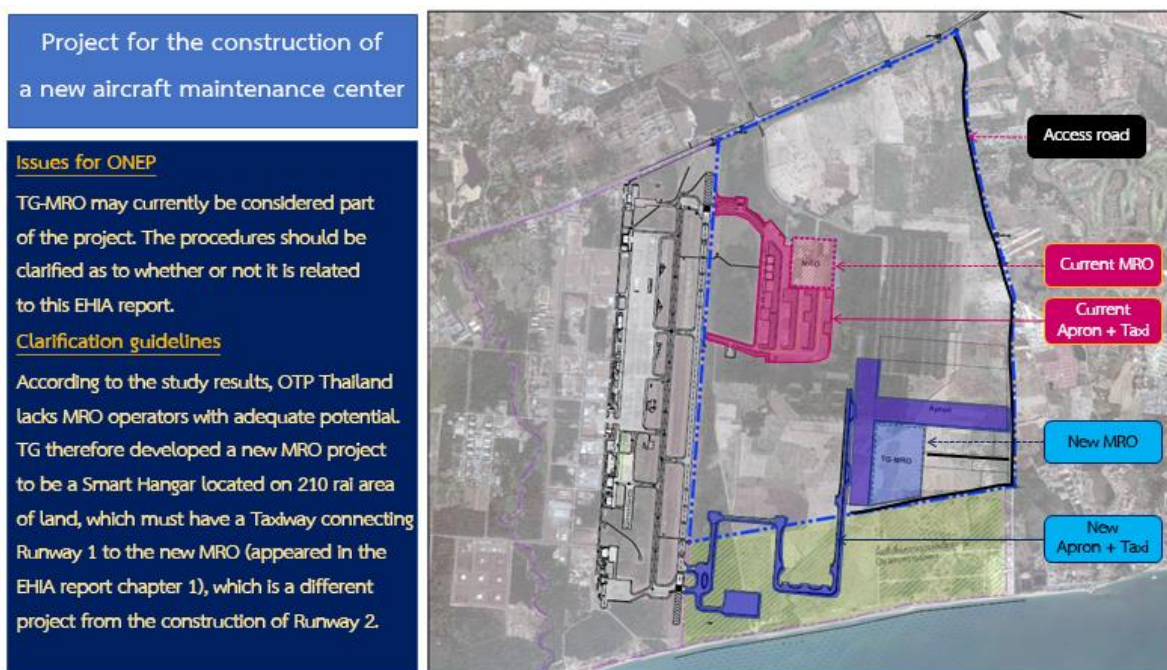 Project for the construction of
a new aircraft maintenance center
Issues for ONEP
TG-MRO may currently be considered part
of the project. The procedures should be
clarified as to whether or not it is related
to this EHIA report.
Clarification guidelines
According to the study results, OTP Thailand
lacks MRO operators with adequate potential.
TG therefore developed a new MRO project
to be a Smart Hangar located on 210 rai area
of land, which must have a Taxiway connecting
Runway 1 to the new MRO (appeared in the
EHIA report chapter 1), which is a different
project from the construction of Runway 2.
Access road
MRO
Current MRO
Current
Apron + Taxi
Apron
New MRO
TG-MRO
New
Apron + Taxi